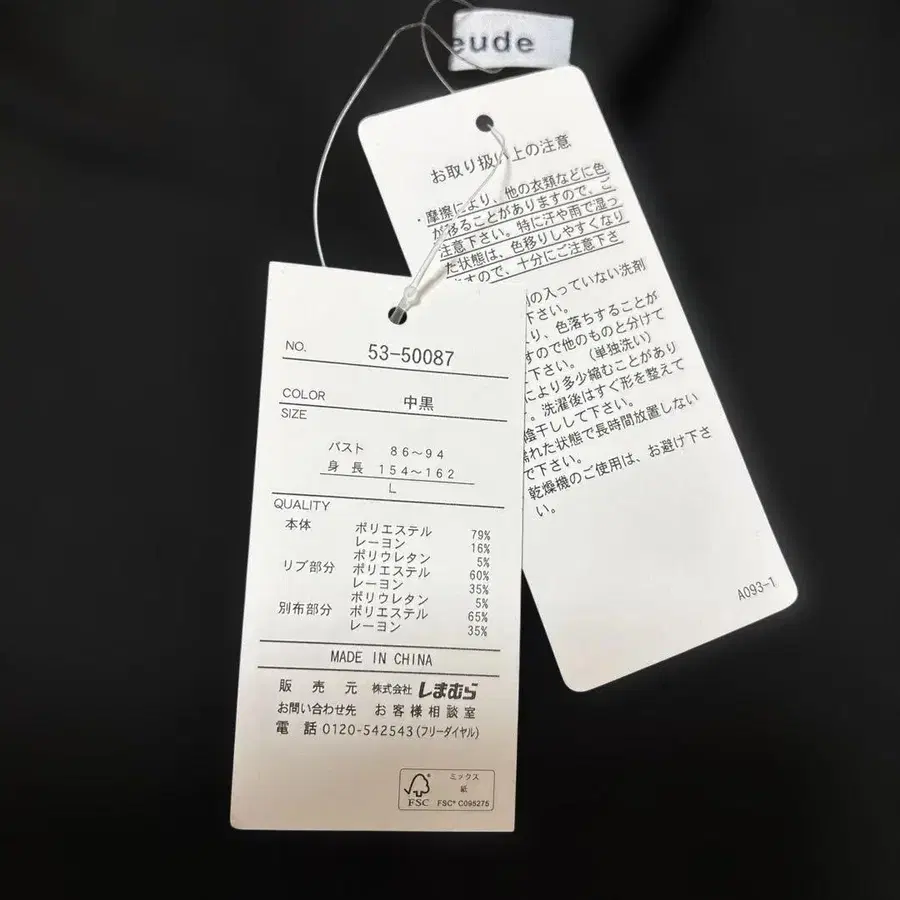 eude
お取り扱い上の注意
・摩擦により、他の衣類などに色
が移ることがありますので、ご
注意下さい。特に汗や雨で湿っ
た状態は、色移りしやすくなり
ますので、十分にご注意下さ
剤の入っていない洗剤
下さい。
り、色落ちすることが
すので他のものと分けて
下さい。(単独洗い)
により多少縮むことがあり
。洗濯後はすぐ形を整えて
陰干しして下さい。
濡れた状態で長時間放置しない
で下さい。
乾燥機のご使用は、お避け下さ
い。
A093-1
NO. 53-50087
COLOR 中黒
SIZE
バスト 86～94
身長 154～162
L
QUALITY
本体 ポリエステル 79%
レーヨン 16%
ポリウレタン 5%
リブ部分 ポリエステル 60%
レーヨン 35%
ポリウレタン 5%
別布部分 ポリエステル 65%
レーヨン 35%
MADE IN CHINA
販売元 株式会社 しまむら
お問い合わせ先 お客様相談室
電話 0120-542543(フリーダイヤル)
ミックス
紙
FSC FSC® C095275